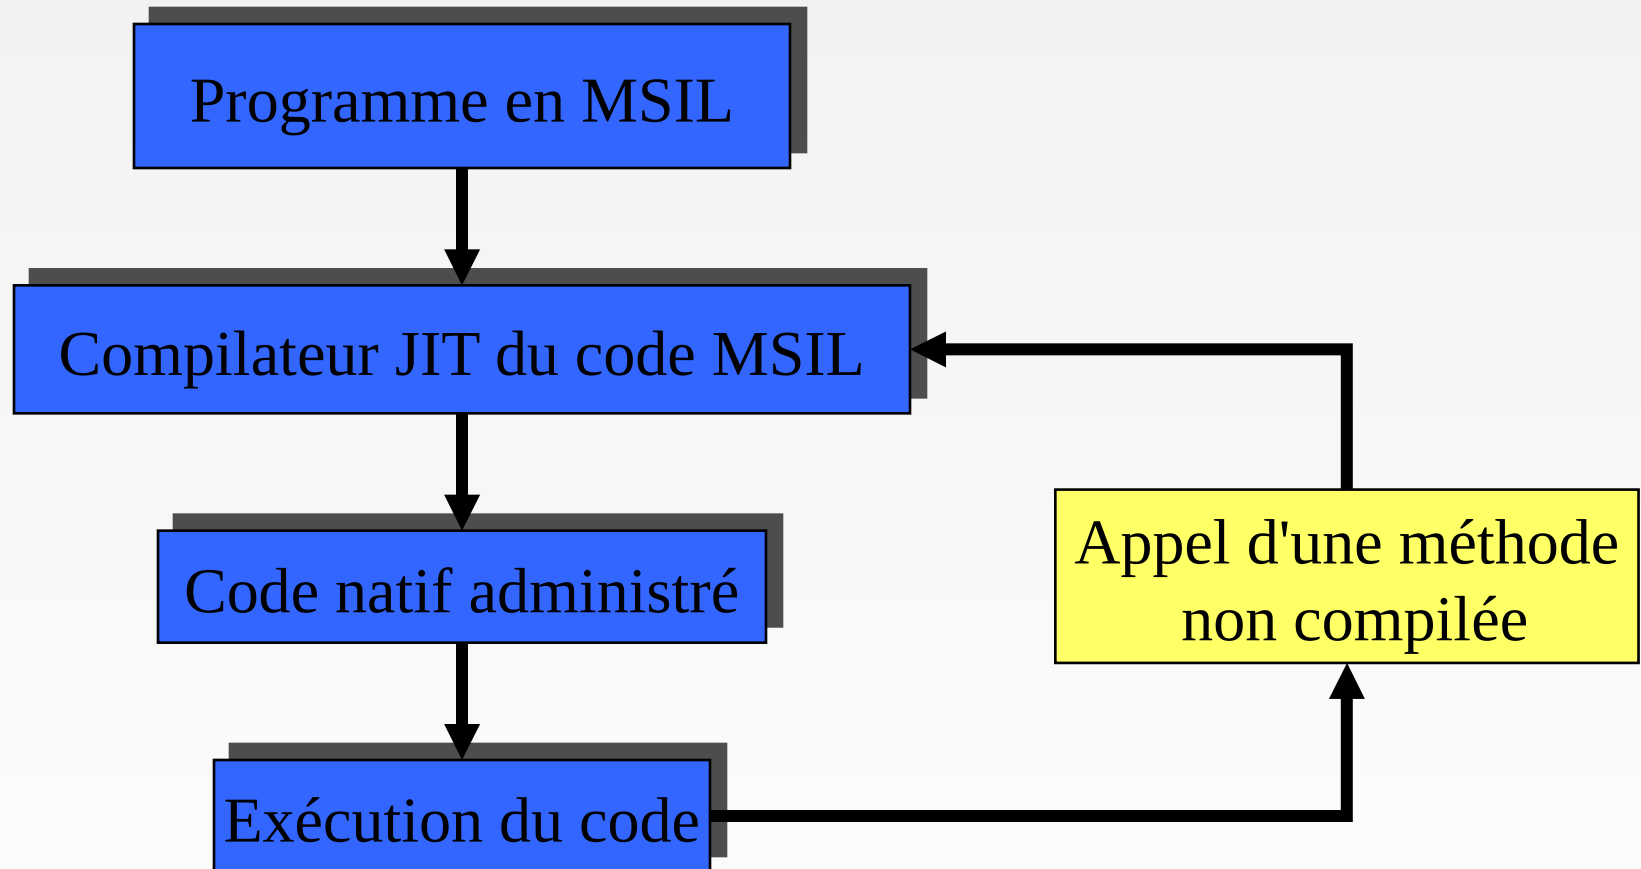 Programme en MSIL
Compilateur JIT du code MSIL
Code natif administré
Appel d'une méthode
non compilée
Exécution du code